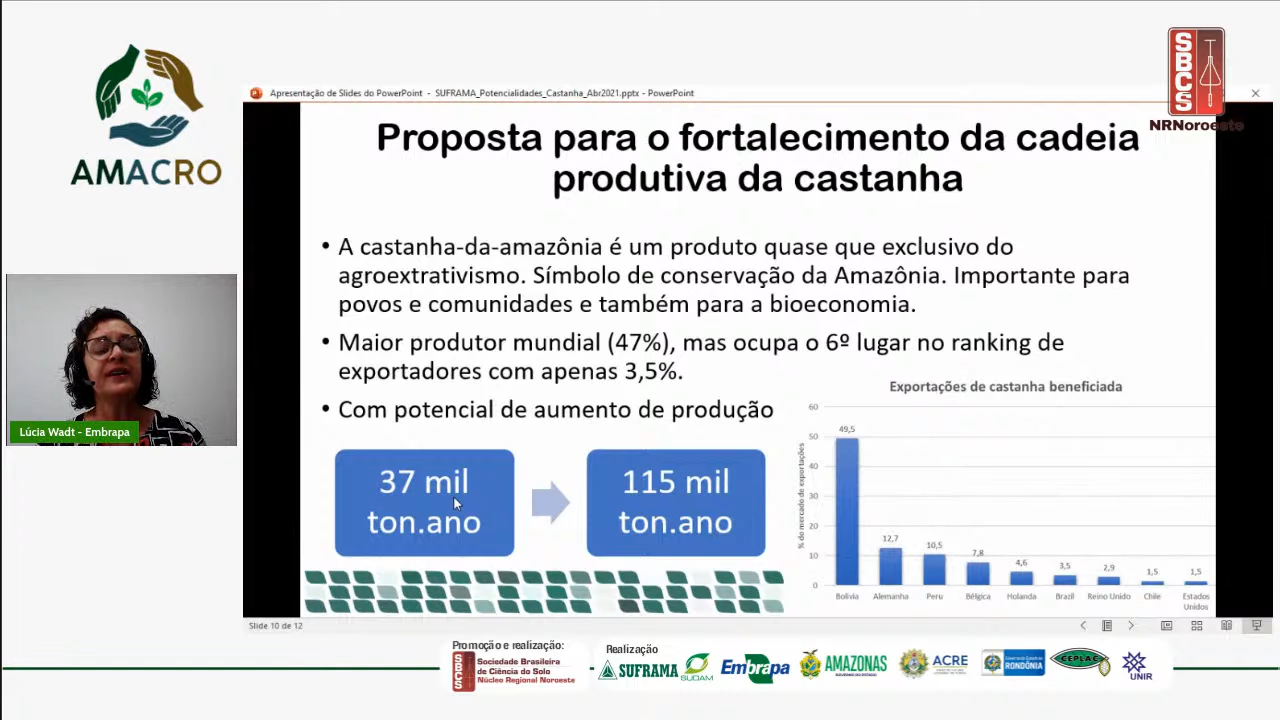 AMACRO
SBCS
NRNoroeste
Apresentação de Slides do PowerPoint - SUFRAMA_Potencialidades_Castanha_Abr2021.pptx - PowerPoint
Proposta para o fortalecimento da cadeia
produtiva da castanha
• A castanha-da-amazônia é um produto quase que exclusivo do
agroextrativismo. Símbolo de conservação da Amazônia. Importante para
povos e comunidades e também para a bioeconomia.
• Maior produtor mundial (47%), mas ocupa o 6º lugar no ranking de
exportadores com apenas 3,5%.
• Com potencial de aumento de produção
37 mil
ton.ano
115 mil
ton.ano
Exportações de castanha beneficiada
% do mercado de exportações
60
50
40
30
20
10
0
49,5
12,7
10,5
7,8
4,6
3,5
2,9
1,5
1,5
Bolívia
Alemanha
Peru
Bélgica
Holanda
Brazil
Reino Unido
Chile
Estados
Unidos
Lúcia Wadt - Embrapa
Slide 10 de 12
Promoção e realização:
SBCS
Sociedade Brasileira
de Ciência do Solo
Núcleo Regional Noroeste
Realização
SUFRAMA
SUDAM
Embrapa
AMAZONAS
ACRE
RONDÔNIA
CEPLAC
UNIR